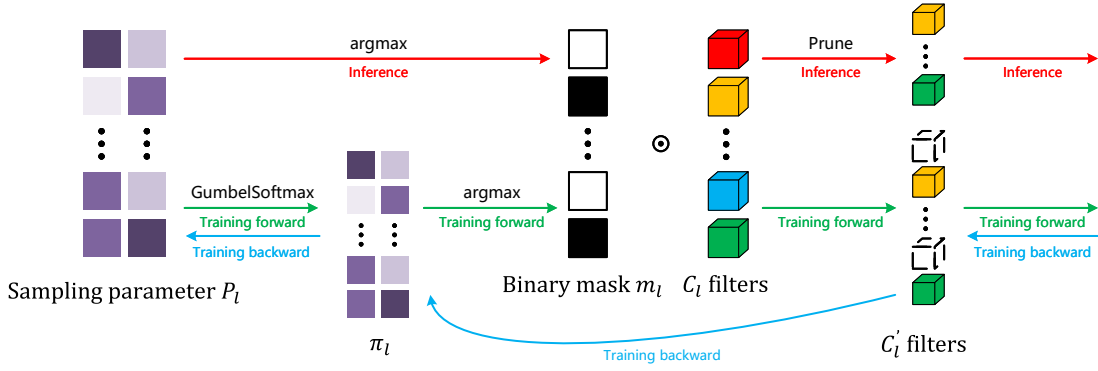 argmax
Inference
Prune
Inference
Inference
GumbelSoftmax
Training forward
Training backward
argmax
Training forward
⊙
Training forward
Training forward
Training backward
Sampling parameter P_l
Binary mask m_l
C_l filters
π_l
Training backward
C_l' filters